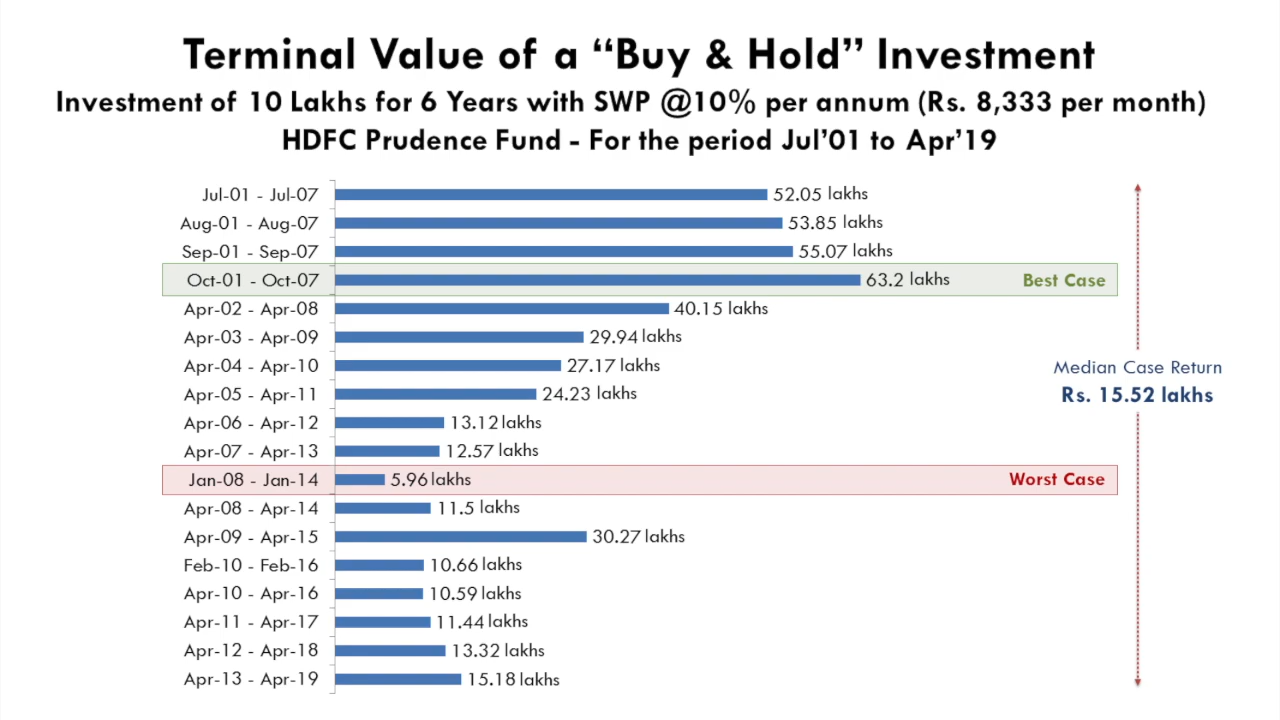 Terminal Value of a “Buy & Hold” Investment
Investment of 10 Lakhs for 6 Years with SWP @10% per annum (Rs. 8,333 per month)
HDFC Prudence Fund - For the period Jul’01 to Apr’19
Jul-01 - Jul-07 52.05 lakhs
Aug-01 - Aug-07 53.85 lakhs
Sep-01 - Sep-07 55.07 lakhs
Oct-01 - Oct-07 63.2 lakhs Best Case
Apr-02 - Apr-08 40.15 lakhs
Apr-03 - Apr-09 29.94 lakhs
Apr-04 - Apr-10 27.17 lakhs
Median Case Return
Apr-05 - Apr-11 24.23 lakhs
Rs. 15.52 lakhs
Apr-06 - Apr-12 13.12 lakhs
Apr-07 - Apr-13 12.57 lakhs
Jan-08 - Jan-14 5.96 lakhs Worst Case
Apr-08 - Apr-14 11.5 lakhs
Apr-09 - Apr-15 30.27 lakhs
Feb-10 - Feb-16 10.66 lakhs
Apr-10 - Apr-16 10.59 lakhs
Apr-11 - Apr-17 11.44 lakhs
Apr-12 - Apr-18 13.32 lakhs
Apr-13 - Apr-19 15.18 lakhs